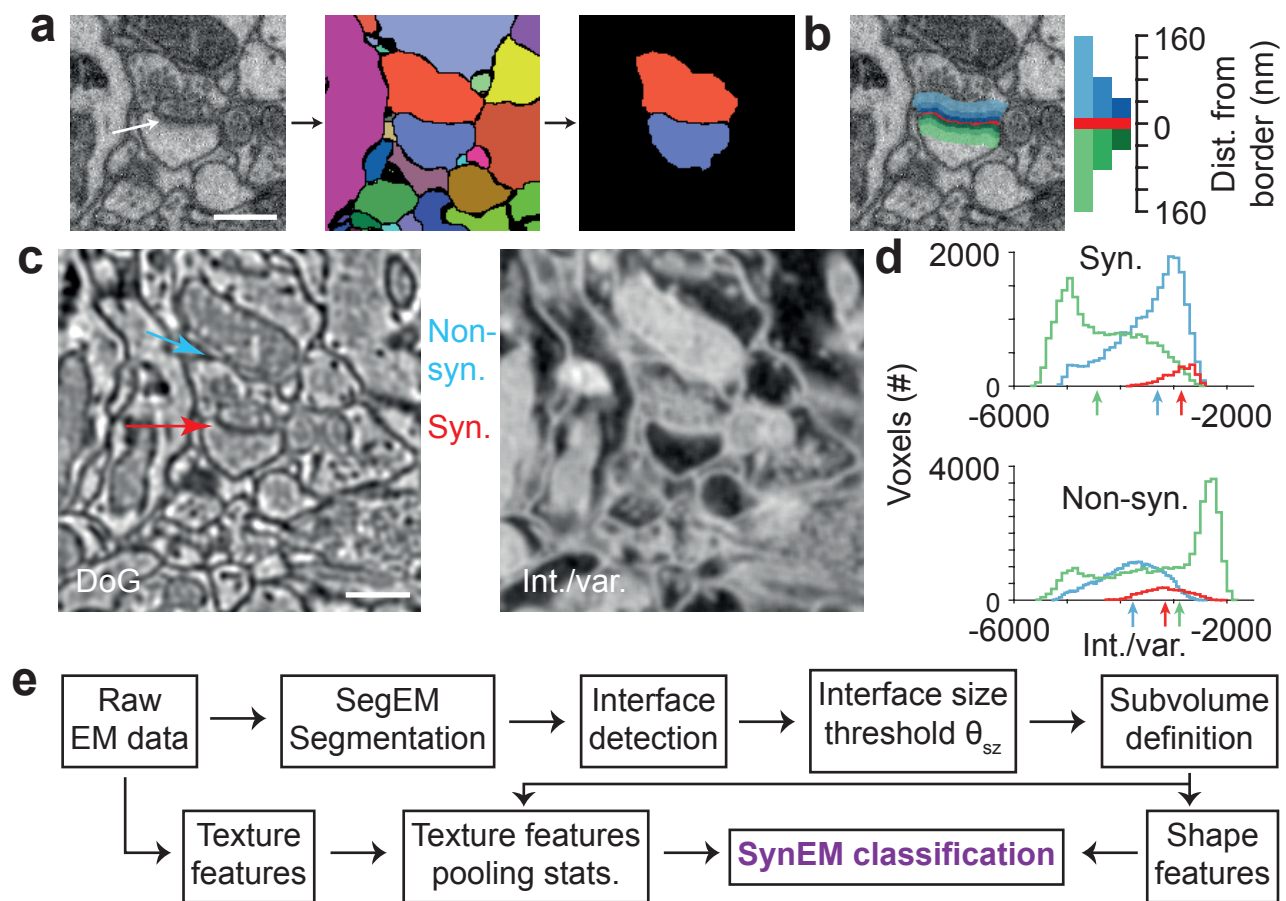 a
b
160
0
160
Dist. from
border (nm)
c
Non-
syn.
Syn.
DoG
Int./var.
d
2000
Syn.
0
-6000
-2000
Voxels (#)
4000
Non-syn.
0
-6000
-2000
Int./var.
e
Raw
EM data
SegEM
Segmentation
Interface
detection
Interface size
threshold θsz
Subvolume
definition
Texture
features
Texture features
pooling stats.
SynEM classification
Shape
features